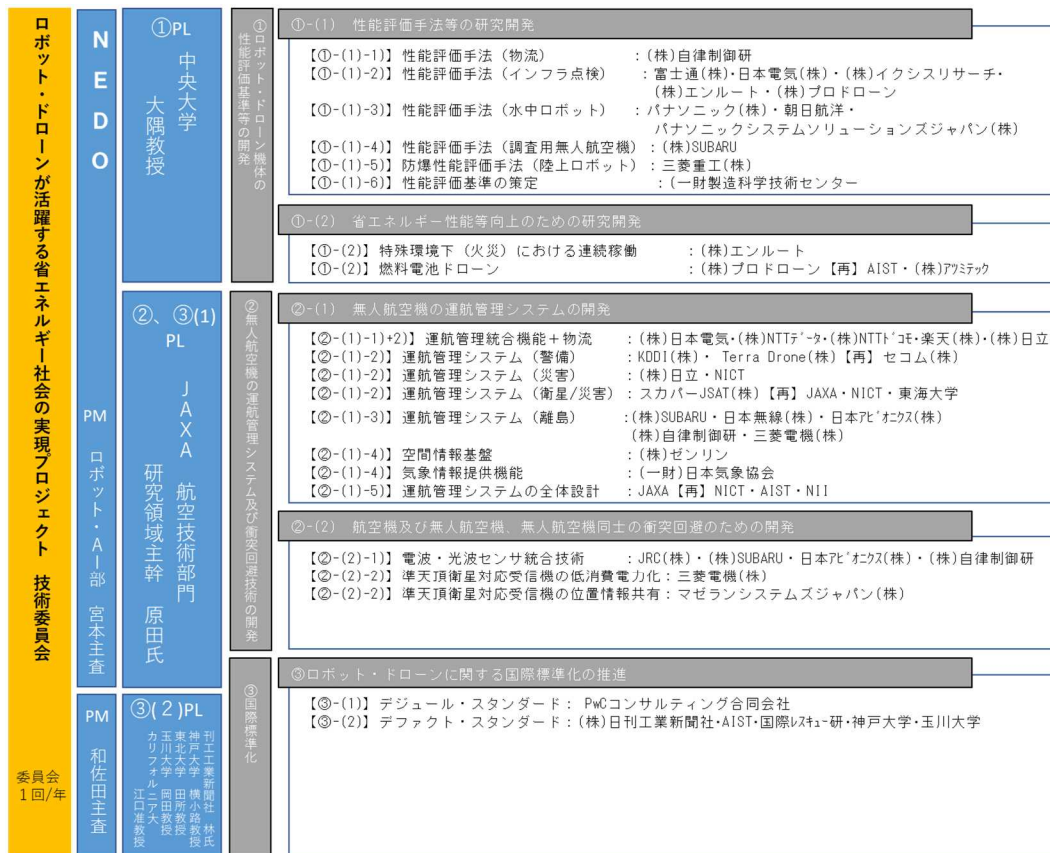 ロボット・ドローンが活躍する省エネルギー社会の実現プロジェクト 技術委員会
委員会
1回/年
NEDO
PM ロボット・AI部 宮本主査
PM 和佐田主査
①PL
中央大学
大隅教授
②、③(1)
PL
JAXA 航空技術部門
研究領域主幹 原田氏
③(2)PL
刊工業新聞社 林氏
神戸大学 横小路教授
東北大学 田所教授
玉川大学 岡田教授
カリフォルニア大
江口准教授
①ロボット・ドローン機体の
性能評価基準等の開発
①-(1) 性能評価手法等の研究開発
【①-(1)-1)】性能評価手法(物流) :(株)自律制御研
【①-(1)-2)】性能評価手法(インフラ点検) :富士通(株)・日本電気(株)・(株)イクシスリサーチ・
(株)エンルート・(株)プロドローン
【①-(1)-3)】性能評価手法(水中ロボット) :パナソニック(株)・朝日航洋・
パナソニックシステムソリューションズジャパン(株)
【①-(1)-4)】性能評価手法(調査用無人航空機):(株)SUBARU
【①-(1)-5)】防爆性能評価手法(陸上ロボット):三菱重工(株)
【①-(1)-6)】性能評価基準の策定 :(一財製造科学技術センター
①-(2) 省エネルギー性能等向上のための研究開発
【①-(2)】特殊環境下(火災)における連続稼働 :(株)エンルート
【①-(2)】燃料電池ドローン :(株)プロドローン【再】AIST・(株)アツミテック
②無人航空機の運航管理システム及び衝突回避技術の開発
②-(1) 無人航空機の運航管理システムの開発
【②-(1)-1)+2)】運航管理統合機能+物流 :(株)日本電気・(株)NTTデータ・(株)NTTドコモ・楽天(株)・(株)日立
【②-(1)-2)】運航管理システム(警備) :KDDI(株)・ Terra Drone(株)【再】セコム(株)
【②-(1)-2)】運航管理システム(災害) :(株)日立・NICT
【②-(1)-2)】運航管理システム(衛星/災害):スカパーJSAT(株)【再】JAXA・NICT・東海大学
【②-(1)-3)】運航管理システム(離島) :(株)SUBARU・日本無線(株)・日本アビオニクス(株)
(株)自律制御研・三菱電機(株)
【②-(1)-4)】空間情報基盤 :(株)ゼンリン
【②-(1)-4)】気象情報提供機能 :(一財)日本気象協会
【②-(1)-5)】運航管理システムの全体設計 :JAXA【再】NICT・AIST・NII
②-(2) 航空機及び無人航空機、無人航空機同士の衝突回避のための開発
【②-(2)-1)】電波・光波センサ統合技術 :JRC(株)・(株)SUBARU・日本アビオニクス(株)・(株)自律制御研
【②-(2)-2)】準天頂衛星対応受信機の低消費電力化:三菱電機(株)
【②-(2)-2)】準天頂衛星対応受信機の位置情報共有:マゼランシステムズジャパン(株)
③国際標準化
③ロボット・ドローンに関する国際標準化の推進
【③-(1)】デジュール・スタンダード: PwCコンサルティング合同会社
【③-(2)】デファクト・スタンダード:(株)日刊工業新聞社・AIST・国際レスキュー研・神戸大学・玉川大学